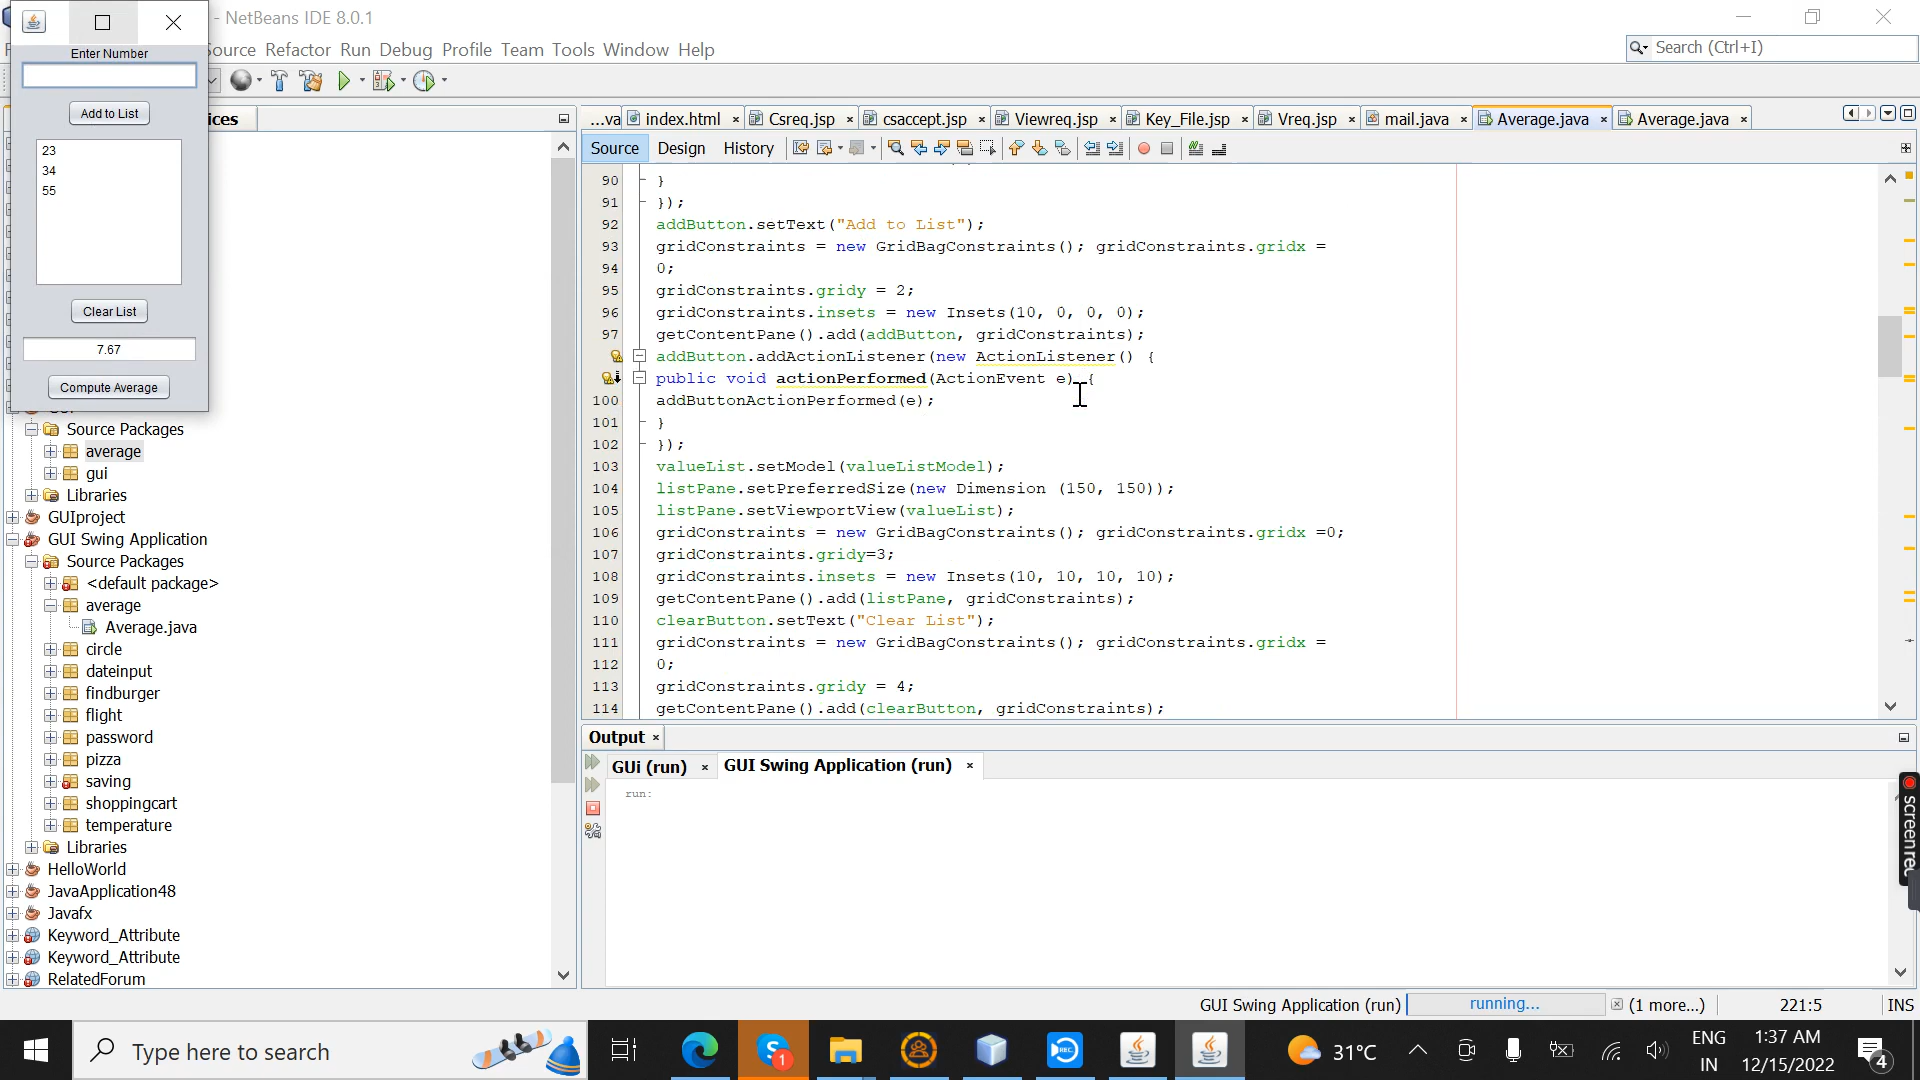 - NetBeans IDE 8.0.1
Source Refactor Run Debug Profile Team Tools Window Help
Search (Ctrl+I)
Enter Number
Add to List
23
34
55
Clear List
7.67
Compute Average
ices
Source Packages
average
gui
Libraries
GUIproject
GUI Swing Application
Source Packages
<default package>
average
Average.java
circle
dateinput
findburger
flight
password
pizza
saving
shoppingcart
temperature
Libraries
HelloWorld
JavaApplication48
Javafx
Keyword_Attribute
Keyword_Attribute
RelatedForum
...va index.html Csreq.jsp csaccept.jsp Viewreq.jsp Key_File.jsp Vreq.jsp mail.java Average.java Average.java
Source Design History
90 }
91 });
92 addButton.setText("Add to List");
93 gridConstraints = new GridBagConstraints(); gridConstraints.gridx =
94 0;
95 gridConstraints.gridy = 2;
96 gridConstraints.insets = new Insets(10, 0, 0, 0);
97 getContentPane().add(addButton, gridConstraints);
addButton.addActionListener(new ActionListener() {
public void actionPerformed(ActionEvent e) {
100 addButtonActionPerformed(e);
101 }
102 });
103 valueList.setModel(valueListModel);
104 listPane.setPreferredSize(new Dimension (150, 150));
105 listPane.setViewportView(valueList);
106 gridConstraints = new GridBagConstraints(); gridConstraints.gridx =0;
107 gridConstraints.gridy=3;
108 gridConstraints.insets = new Insets(10, 10, 10, 10);
109 getContentPane().add(listPane, gridConstraints);
110 clearButton.setText("Clear List");
111 gridConstraints = new GridBagConstraints(); gridConstraints.gridx =
112 0;
113 gridConstraints.gridy = 4;
114 getContentPane().add(clearButton, gridConstraints);
Output
GUi (run) GUI Swing Application (run)
run:
screen rec
GUI Swing Application (run) running... (1 more...) 221:5 INS
Type here to search
1
REC
31°C
ENG
IN
1:37 AM
12/15/2022
4